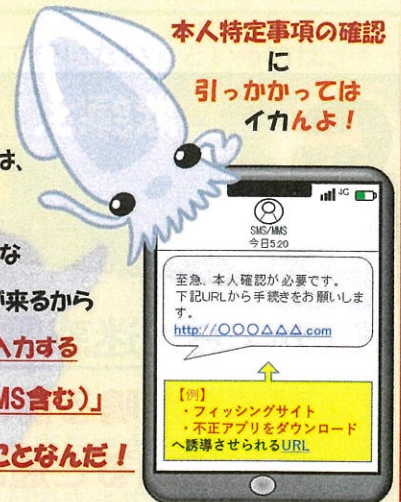 本人特定事項の確認
に
引っかかっては
イカんよ！
は、
な
が来るから
入力する
MS含む）」
ことなんだ！
4G
SMS/MMS
今日5:20
至急、本人確認が必要です。
下記URLから手続きをお願いしま
す。
http://〇〇〇△△△.com
【例】
・フィッシングサイト
・不正アプリをダウンロード
へ誘導させられるURL